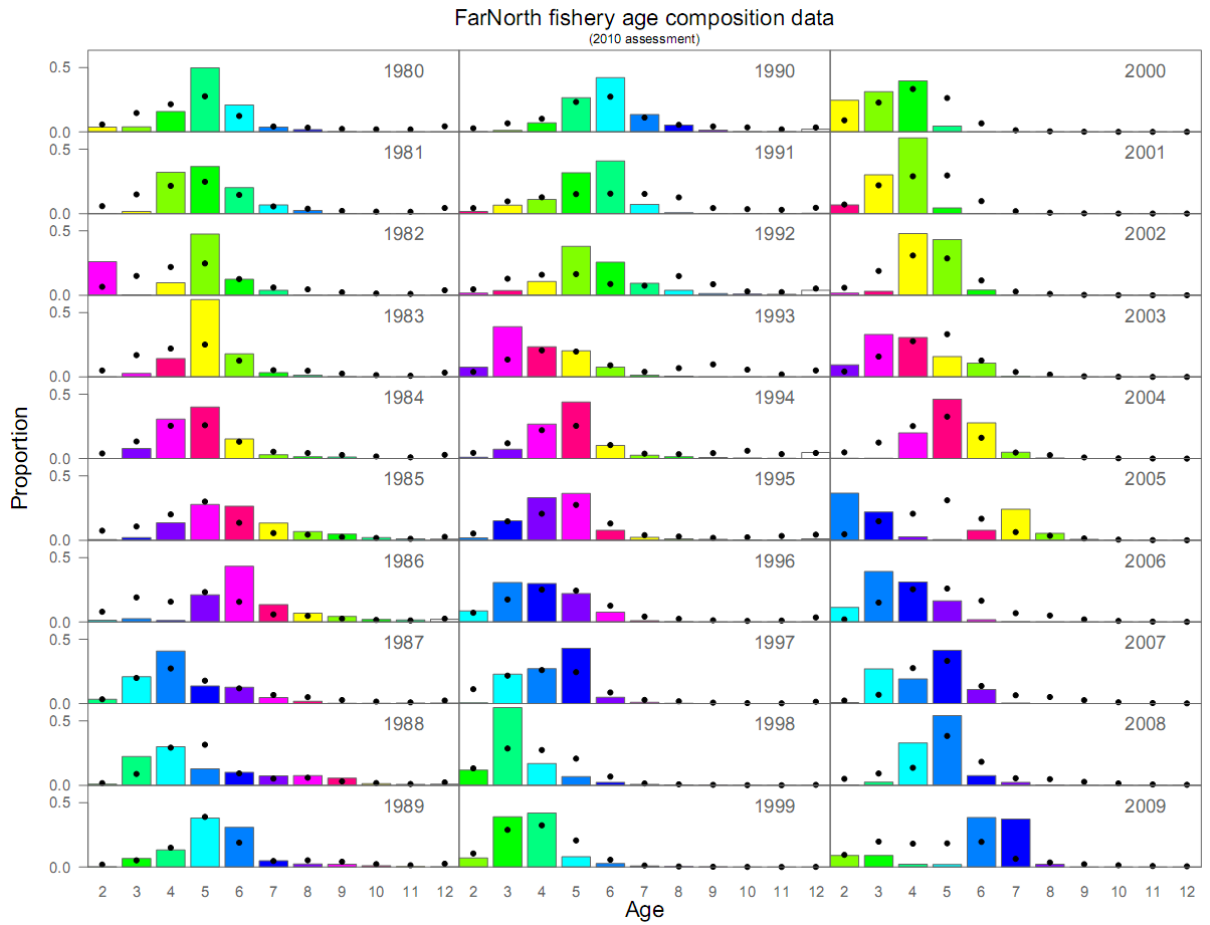 FarNorth fishery age composition data
(2010 assessment)
0.5 1980 1990 2000
0.0
0.5 1981 1991 2001
0.0
0.5 1982 1992 2002
0.0
0.5 1983 1993 2003
0.0
0.5 1984 1994 2004
0.0
0.5 1985 1995 2005
0.0
0.5 1986 1996 2006
0.0
0.5 1987 1997 2007
0.0
0.5 1988 1998 2008
0.0
0.5 1989 1999 2009
0.0
2 3 4 5 6 7 8 9 10 11 12 2 3 4 5 6 7 8 9 10 11 12 2 3 4 5 6 7 8 9 10 11 12
Age
Proportion